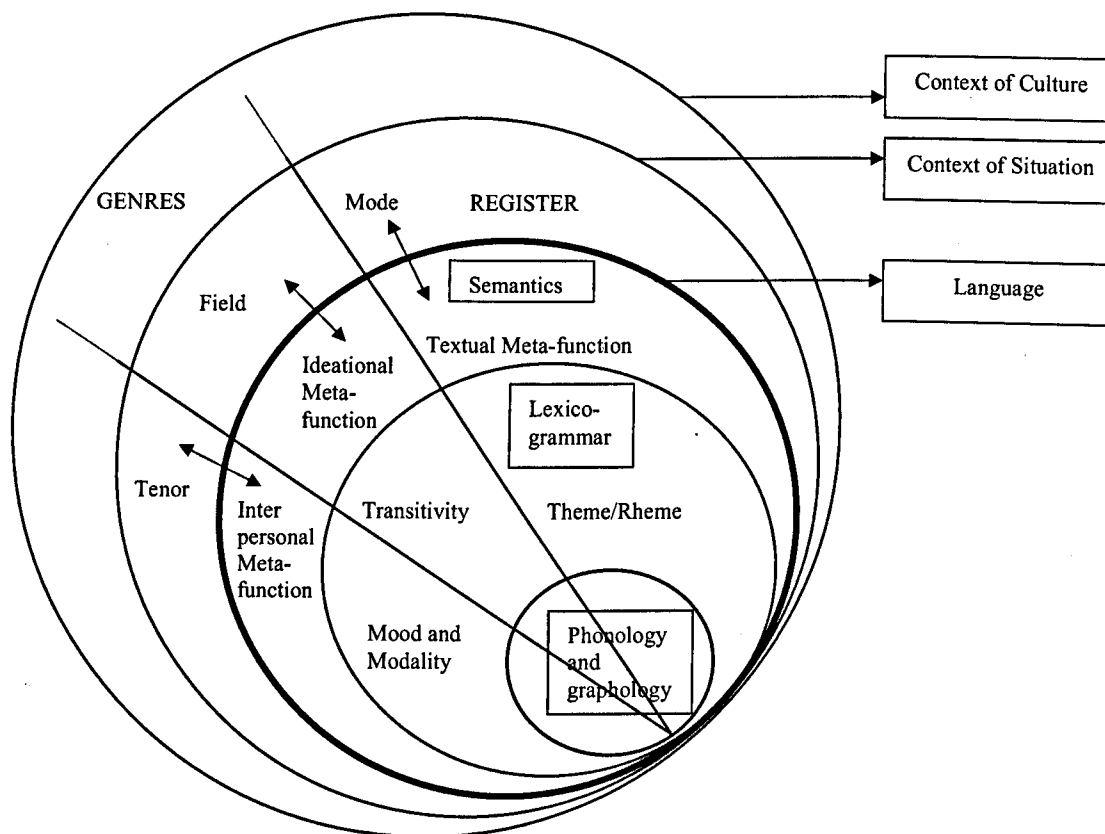 Context of Culture
Context of Situation
GENRES
Mode
REGISTER
Semantics
Language
Field
Textual Meta-function
Ideational
Meta-
function
Lexico-
grammar
Tenor
Inter
personal
Meta-
function
Transitivity
Theme/Rheme
Mood and
Modality
Phonology
and
graphology